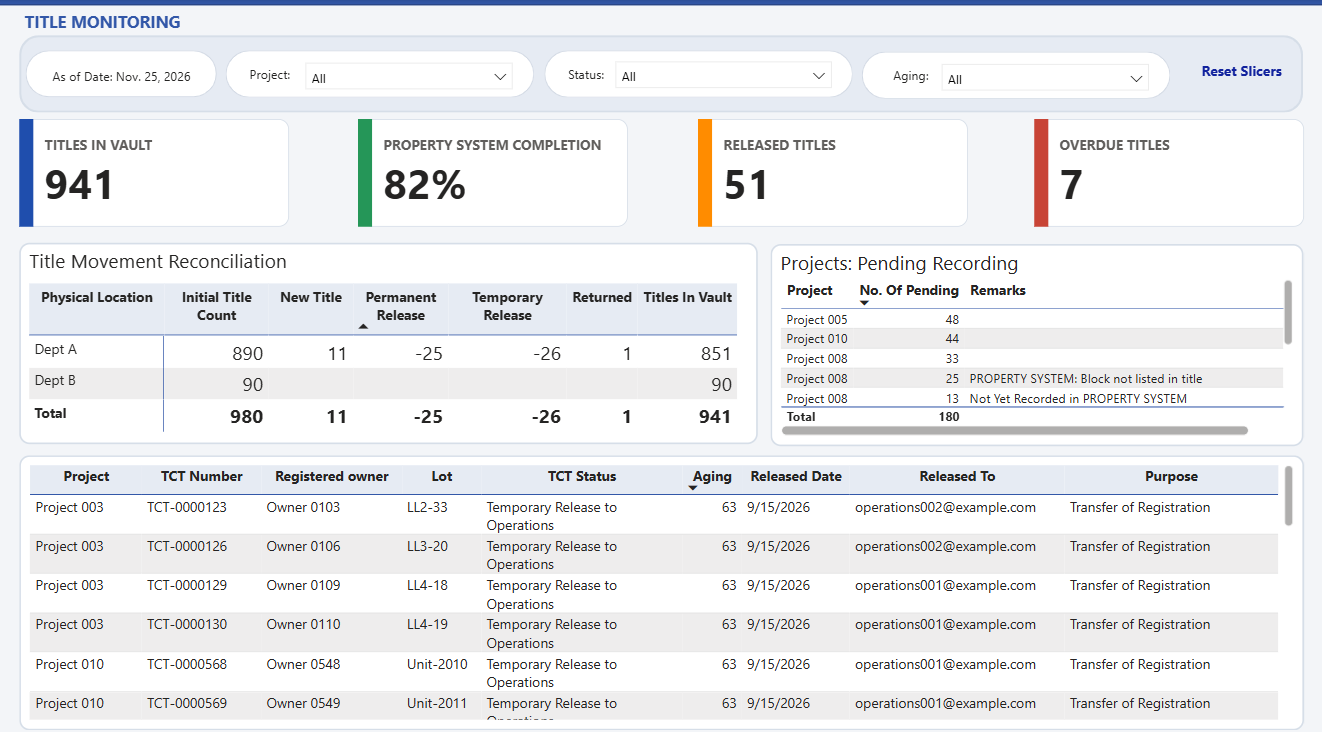 TITLE MONITORING
As of Date: Nov. 25, 2026
Project: All
Status: All
Aging: All
Reset Slicers
TITLES IN VAULT
941
PROPERTY SYSTEM COMPLETION
82%
RELEASED TITLES
51
OVERDUE TITLES
7
Title Movement Reconciliation
Physical Location Initial Title Count New Title Permanent Release Temporary Release Returned Titles In Vault
Dept A 890 11 -25 -26 1 851
Dept B 90 90
Total 980 11 -25 -26 1 941
Projects: Pending Recording
Project No. Of Pending Remarks
Project 005 48
Project 010 44
Project 008 33
Project 008 25 PROPERTY SYSTEM: Block not listed in title
Project 008 13 Not Yet Recorded in PROPERTY SYSTEM
Total 180
Project TCT Number Registered owner Lot TCT Status Aging Released Date Released To Purpose
Project 003 TCT-0000123 Owner 0103 LL2-33 Temporary Release to Operations 63 9/15/2026 operations002@example.com Transfer of Registration
Project 003 TCT-0000126 Owner 0106 LL3-20 Temporary Release to Operations 63 9/15/2026 operations002@example.com Transfer of Registration
Project 003 TCT-0000129 Owner 0109 LL4-18 Temporary Release to Operations 63 9/15/2026 operations001@example.com Transfer of Registration
Project 003 TCT-0000130 Owner 0110 LL4-19 Temporary Release to Operations 63 9/15/2026 operations001@example.com Transfer of Registration
Project 010 TCT-0000568 Owner 0548 Unit-2010 Temporary Release to Operations 63 9/15/2026 operations001@example.com Transfer of Registration
Project 010 TCT-0000569 Owner 0549 Unit-2011 Temporary Release to 63 9/15/2026 operations001@example.com Transfer of Registration